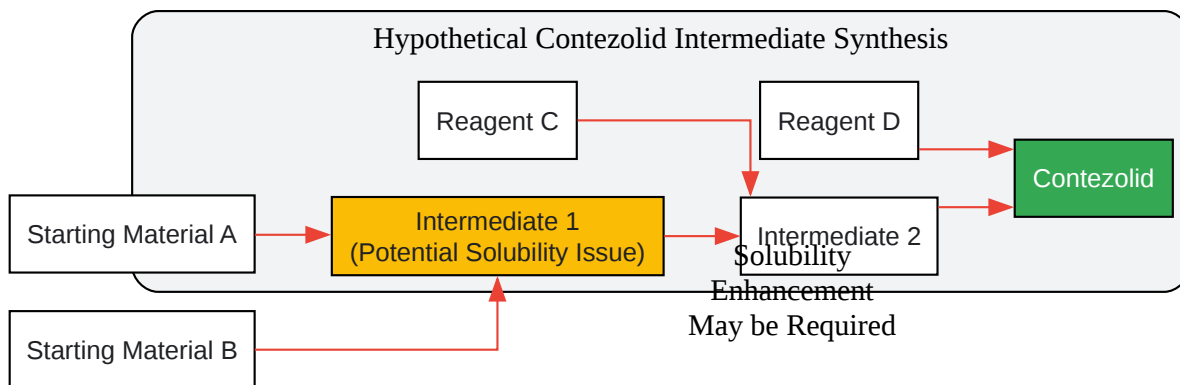 Hypothetical Contezolid Intermediate Synthesis
Reagent C
Reagent D
Contezolid
Starting Material A
Intermediate 1
(Potential Solubility Issue)
Intermediate 2
Solubility
Enhancement
May be Required
Starting Material B